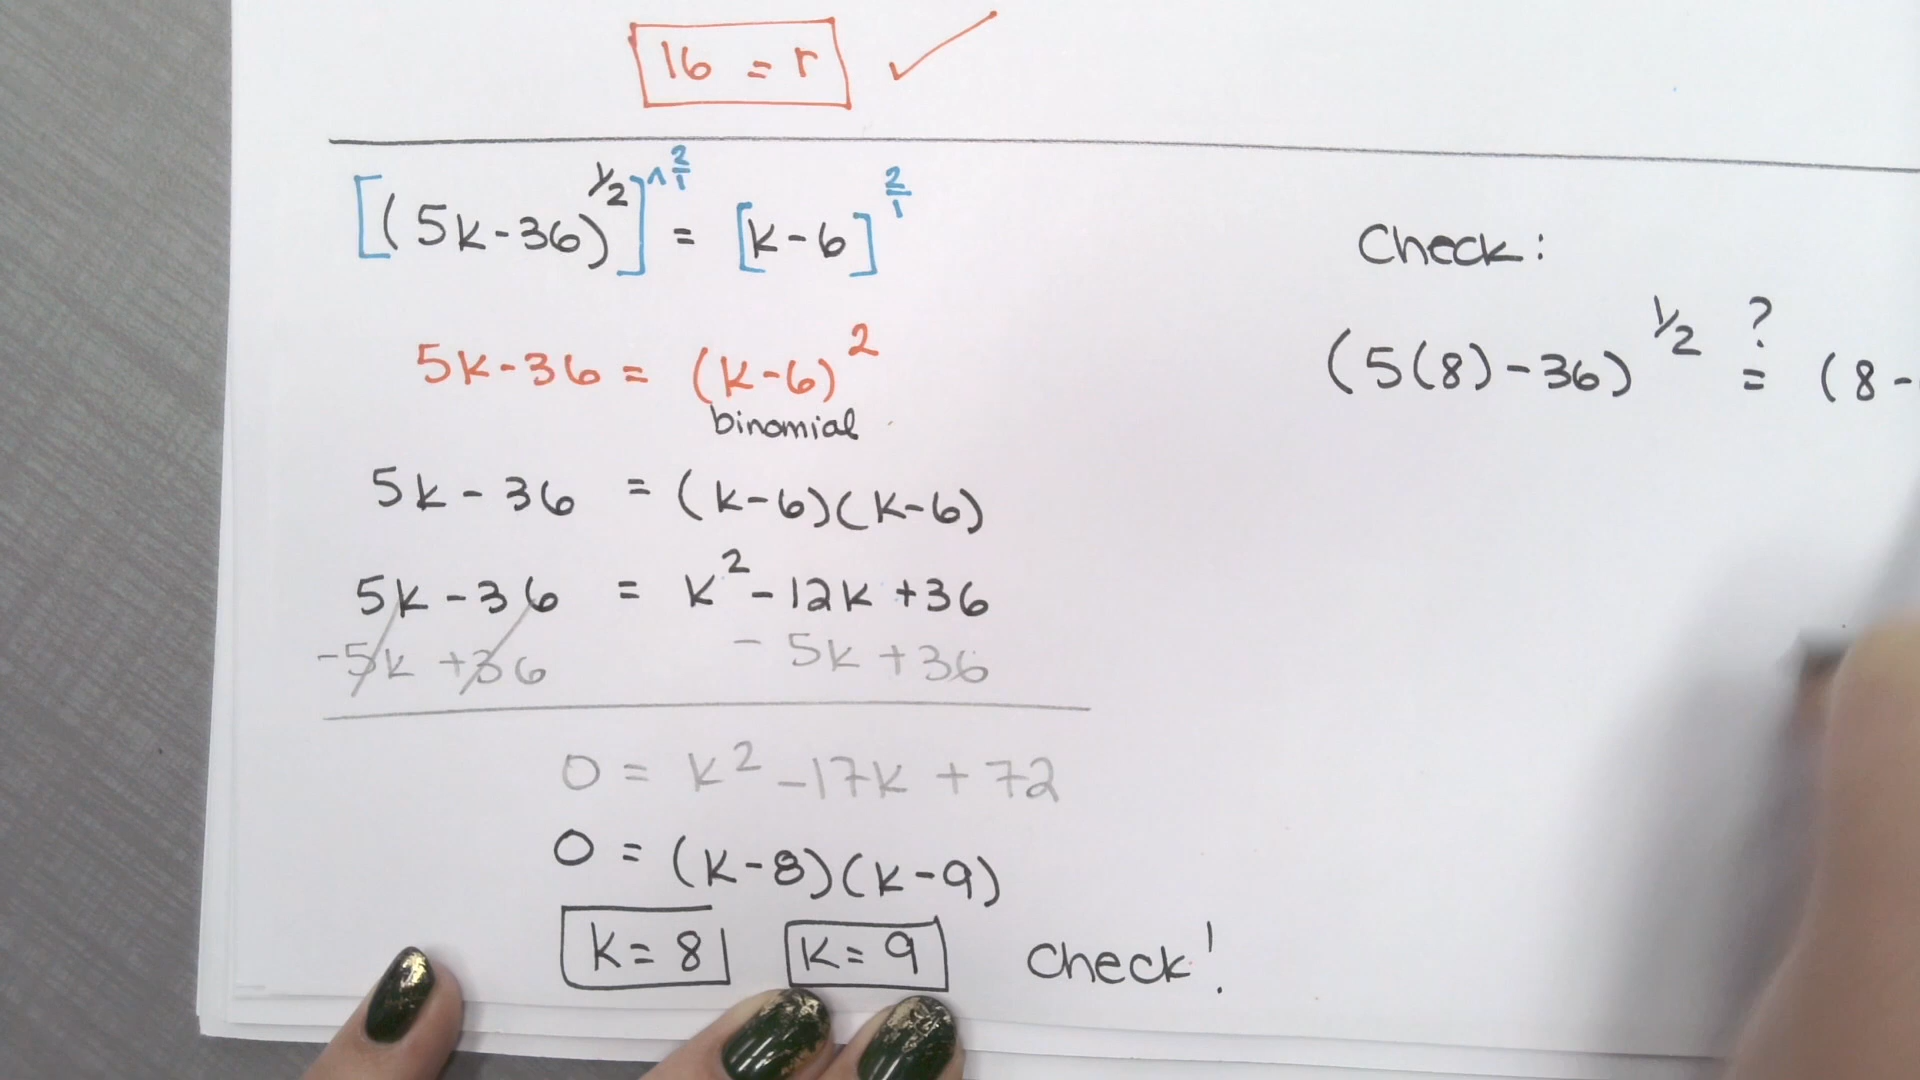 16 = r ✓
[(5k-36)^1/2]^2/1 = [k-6]^2/1
5k-36 = (k-6)^2
binomial
5k - 36 = (k-6)(k-6)
5k - 36 = k^2 - 12k + 36
-5k +36 - 5k + 36
0 = k^2 - 17k + 72
0 = (k-8)(k-9)
k = 8 k = 9 check!
Check:
(5(8) - 36)^1/2 ?= (8 -